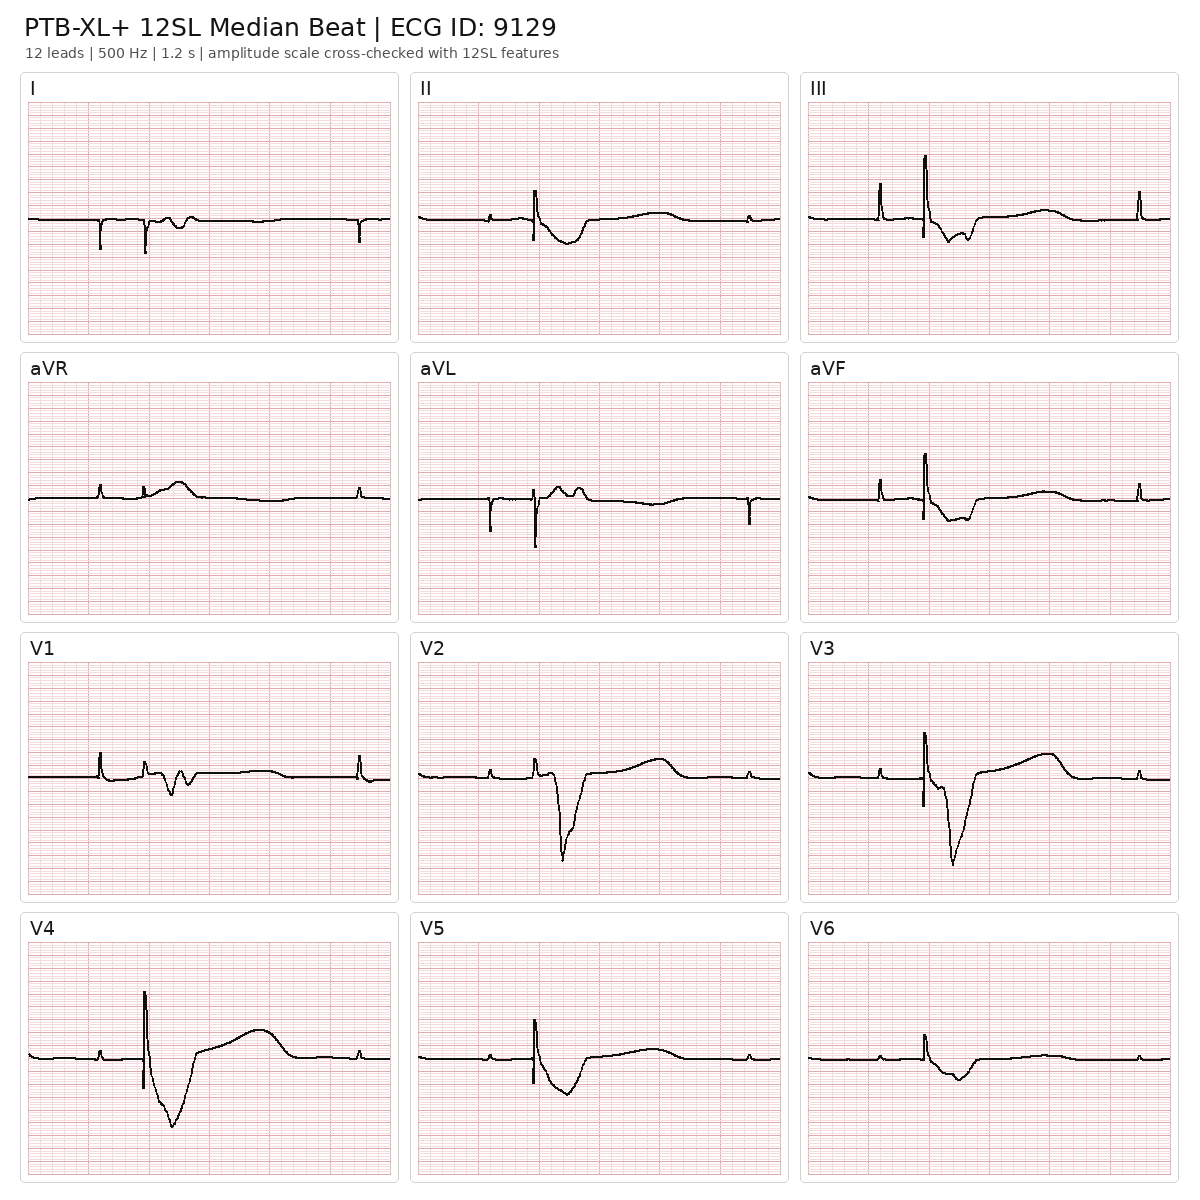 PTB-XL+ 12SL Median Beat | ECG ID: 9129
12 leads | 500 Hz | 1.2 s | amplitude scale cross-checked with 12SL features
I
II
III
aVR
aVL
aVF
V1
V2
V3
V4
V5
V6